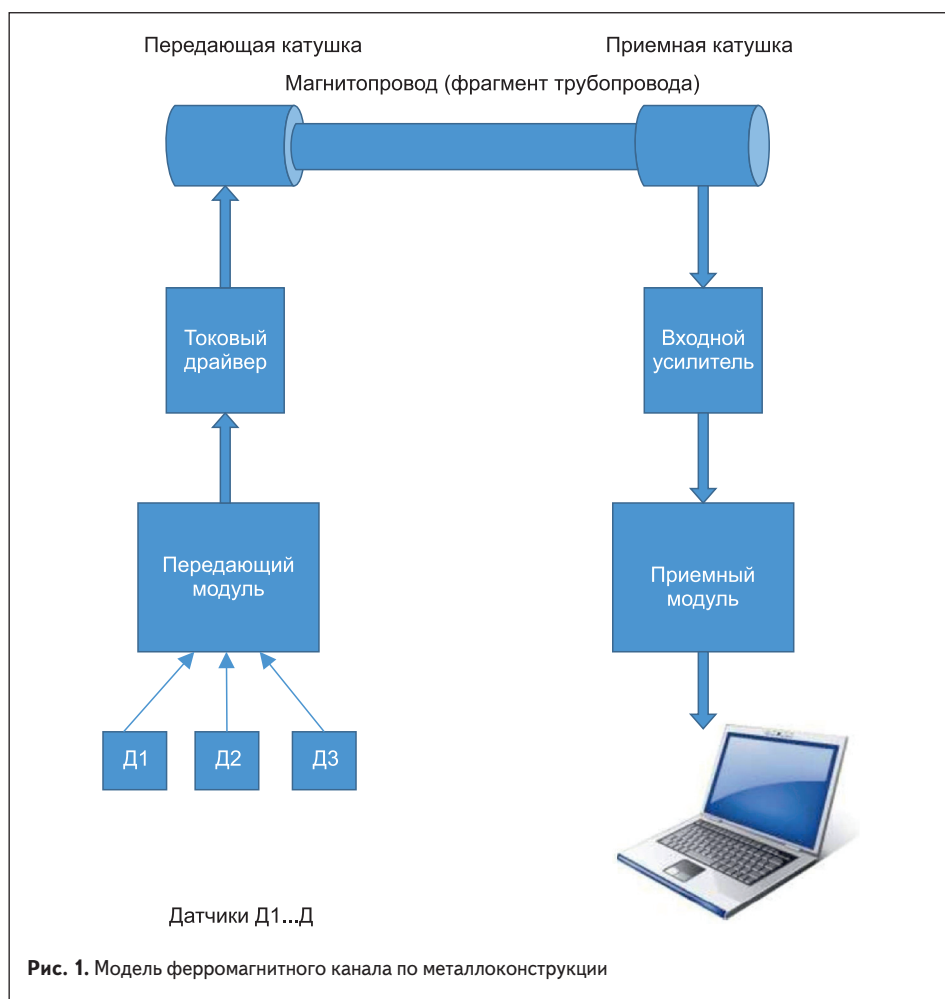 Передающая катушка
Приемная катушка
Магнитопровод (фрагмент трубопровода)
Токовый
драйвер
Входной
усилитель
Передающий
модуль
Приемный
модуль
Д1
Д2
Д3
Датчики Д1...Д
Рис. 1. Модель ферромагнитного канала по металлоконструкции